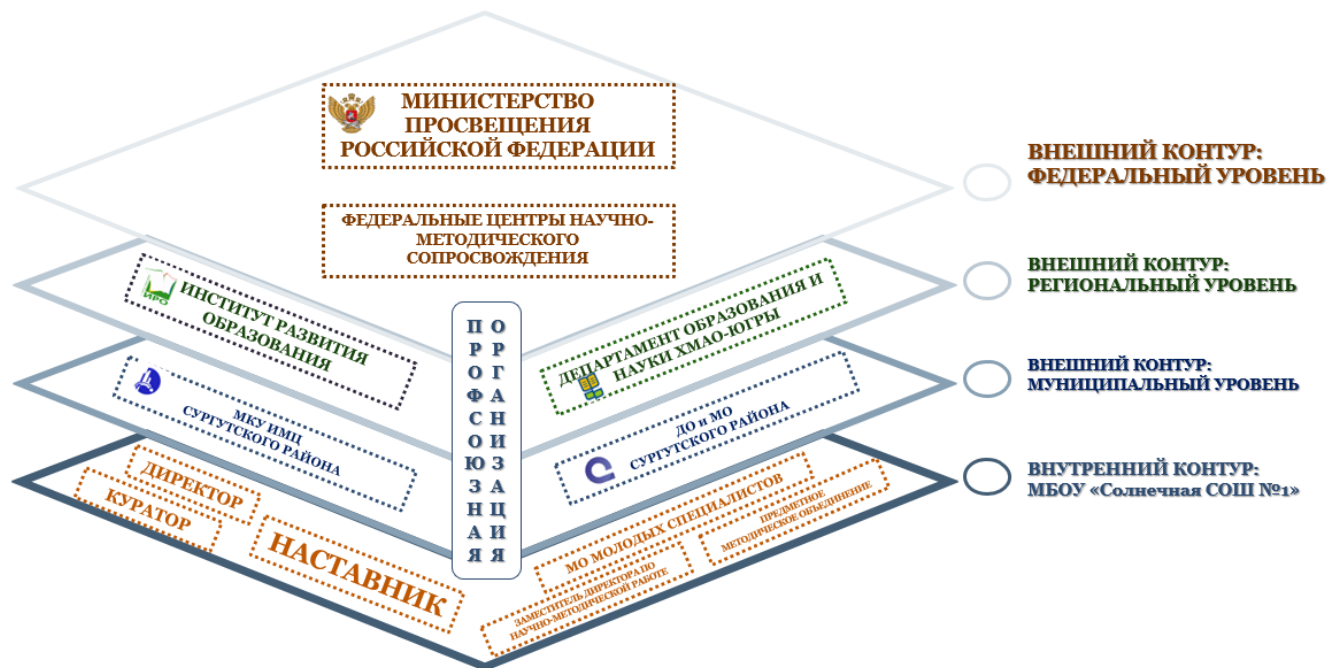 МИНИСТЕРСТВО
ПРОСВЕЩЕНИЯ
РОССИЙСКОЙ ФЕДЕРАЦИИ
ФЕДЕРАЛЬНЫЕ ЦЕНТРЫ НАУЧНО-
МЕТОДИЧЕСКОГО
СОПРОСВОЖДЕНИЯ
ВНЕШНИЙ КОНТУР:
ФЕДЕРАЛЬНЫЙ УРОВЕНЬ
ИРО
ИНСТИТУТ РАЗВИТИЯ
ОБРАЗОВАНИЯ
ДЕПАРТАМЕНТ ОБРАЗОВАНИЯ И
НАУКИ ХМАО-ЮГРЫ
ВНЕШНИЙ КОНТУР:
РЕГИОНАЛЬНЫЙ УРОВЕНЬ
ПРОФСОЮЗНАЯ
ОРГАНИЗАЦИЯ
МКУ ИМЦ
СУРГУТСКОГО РАЙОНА
ДО и МО
СУРГУТСКОГО РАЙОНА
ВНЕШНИЙ КОНТУР:
МУНИЦИПАЛЬНЫЙ УРОВЕНЬ
ДИРЕКТОР
КУРАТОР
НАСТАВНИК
МО МОЛОДЫХ СПЕЦИАЛИСТОВ
ПРЕДМЕТНОЕ
МЕТОДИЧЕСКОЕ ОБЪЕДИНЕНИЕ
ЗАМЕСТИТЕЛЬ ДИРЕКТОРА ПО
НАУЧНО-МЕТОДИЧЕСКОЙ РАБОТЕ
ВНУТРЕННИЙ КОНТУР:
МБОУ «Солнечная СОШ №1»